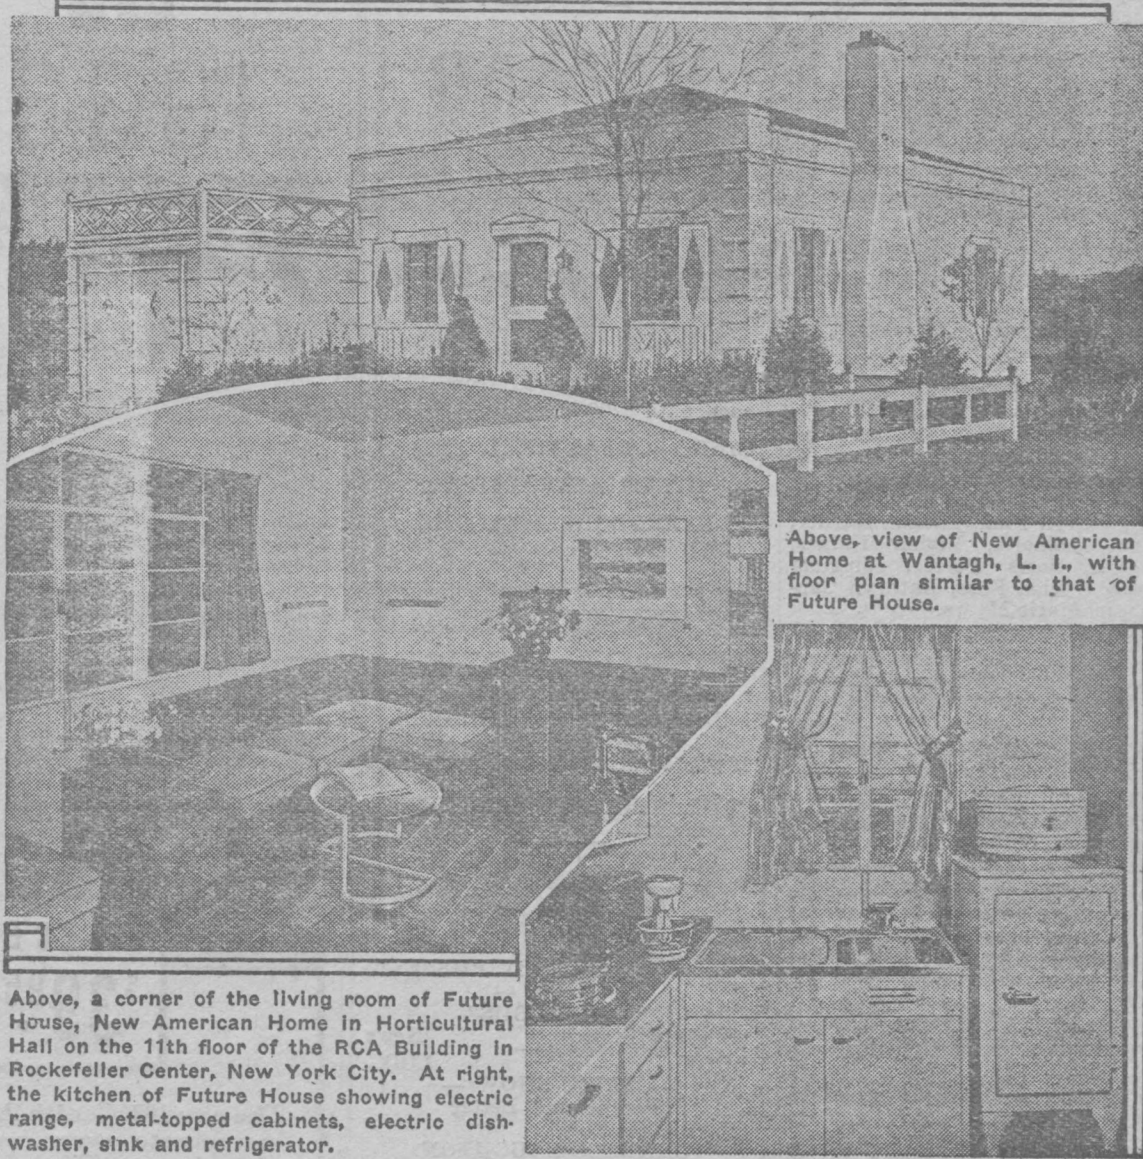 Above, view of New American
Home at Wantagh, L. I., with
floor plan similar to that of
Future House.
Above, a corner of the living room of Future
House, New American Home in Horticultural
Hall on the 11th floor of the RCA Building in
Rockefeller Center, New York City. At right,
the kitchen of Future House showing electric
range, metal-topped cabinets, electric dish-
washer, sink and refrigerator.